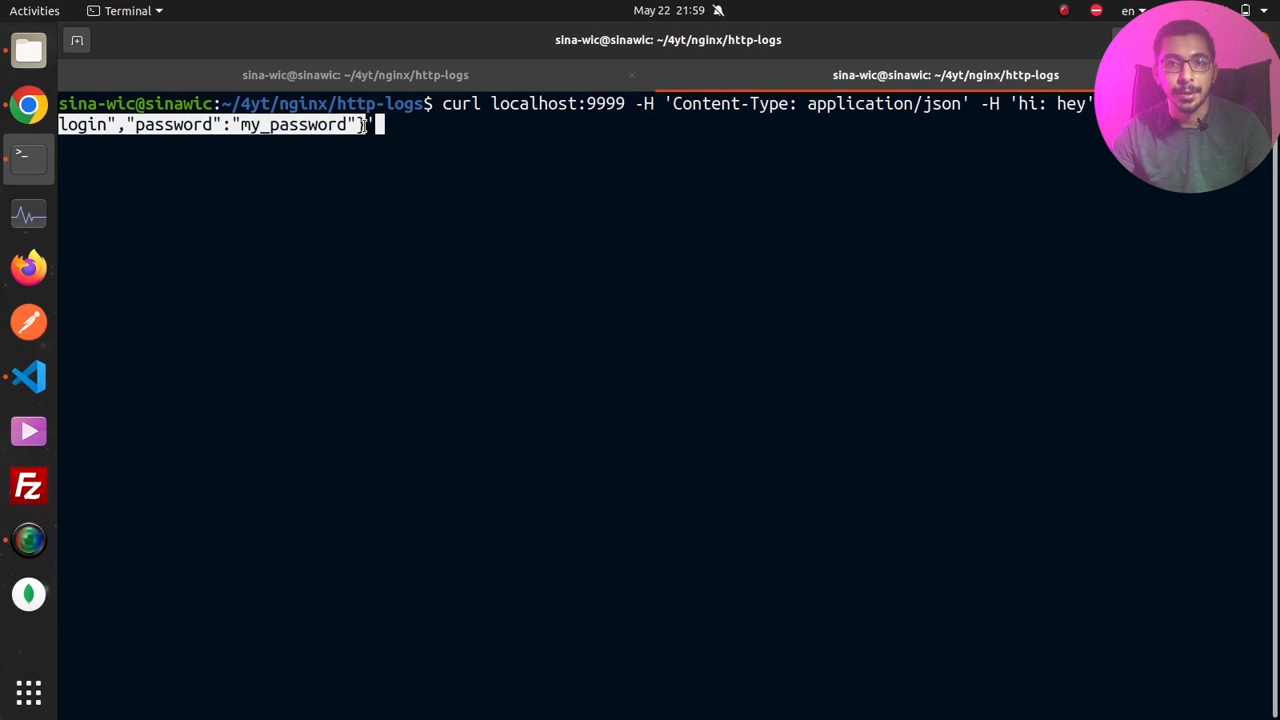 Activities
Terminal
May 22 21:59
en
sina-wic@sinawic: ~/4yt/nginx/http-logs
sina-wic@sinawic: ~/4yt/nginx/http-logs
×
sina-wic@sinawic: ~/4yt/nginx/http-logs
sina-wic@sinawic:~/4yt/nginx/http-logs$ curl localhost:9999 -H 'Content-Type: application/json' -H 'hi: hey'
login","password":"my_password"}'
>_
Fz